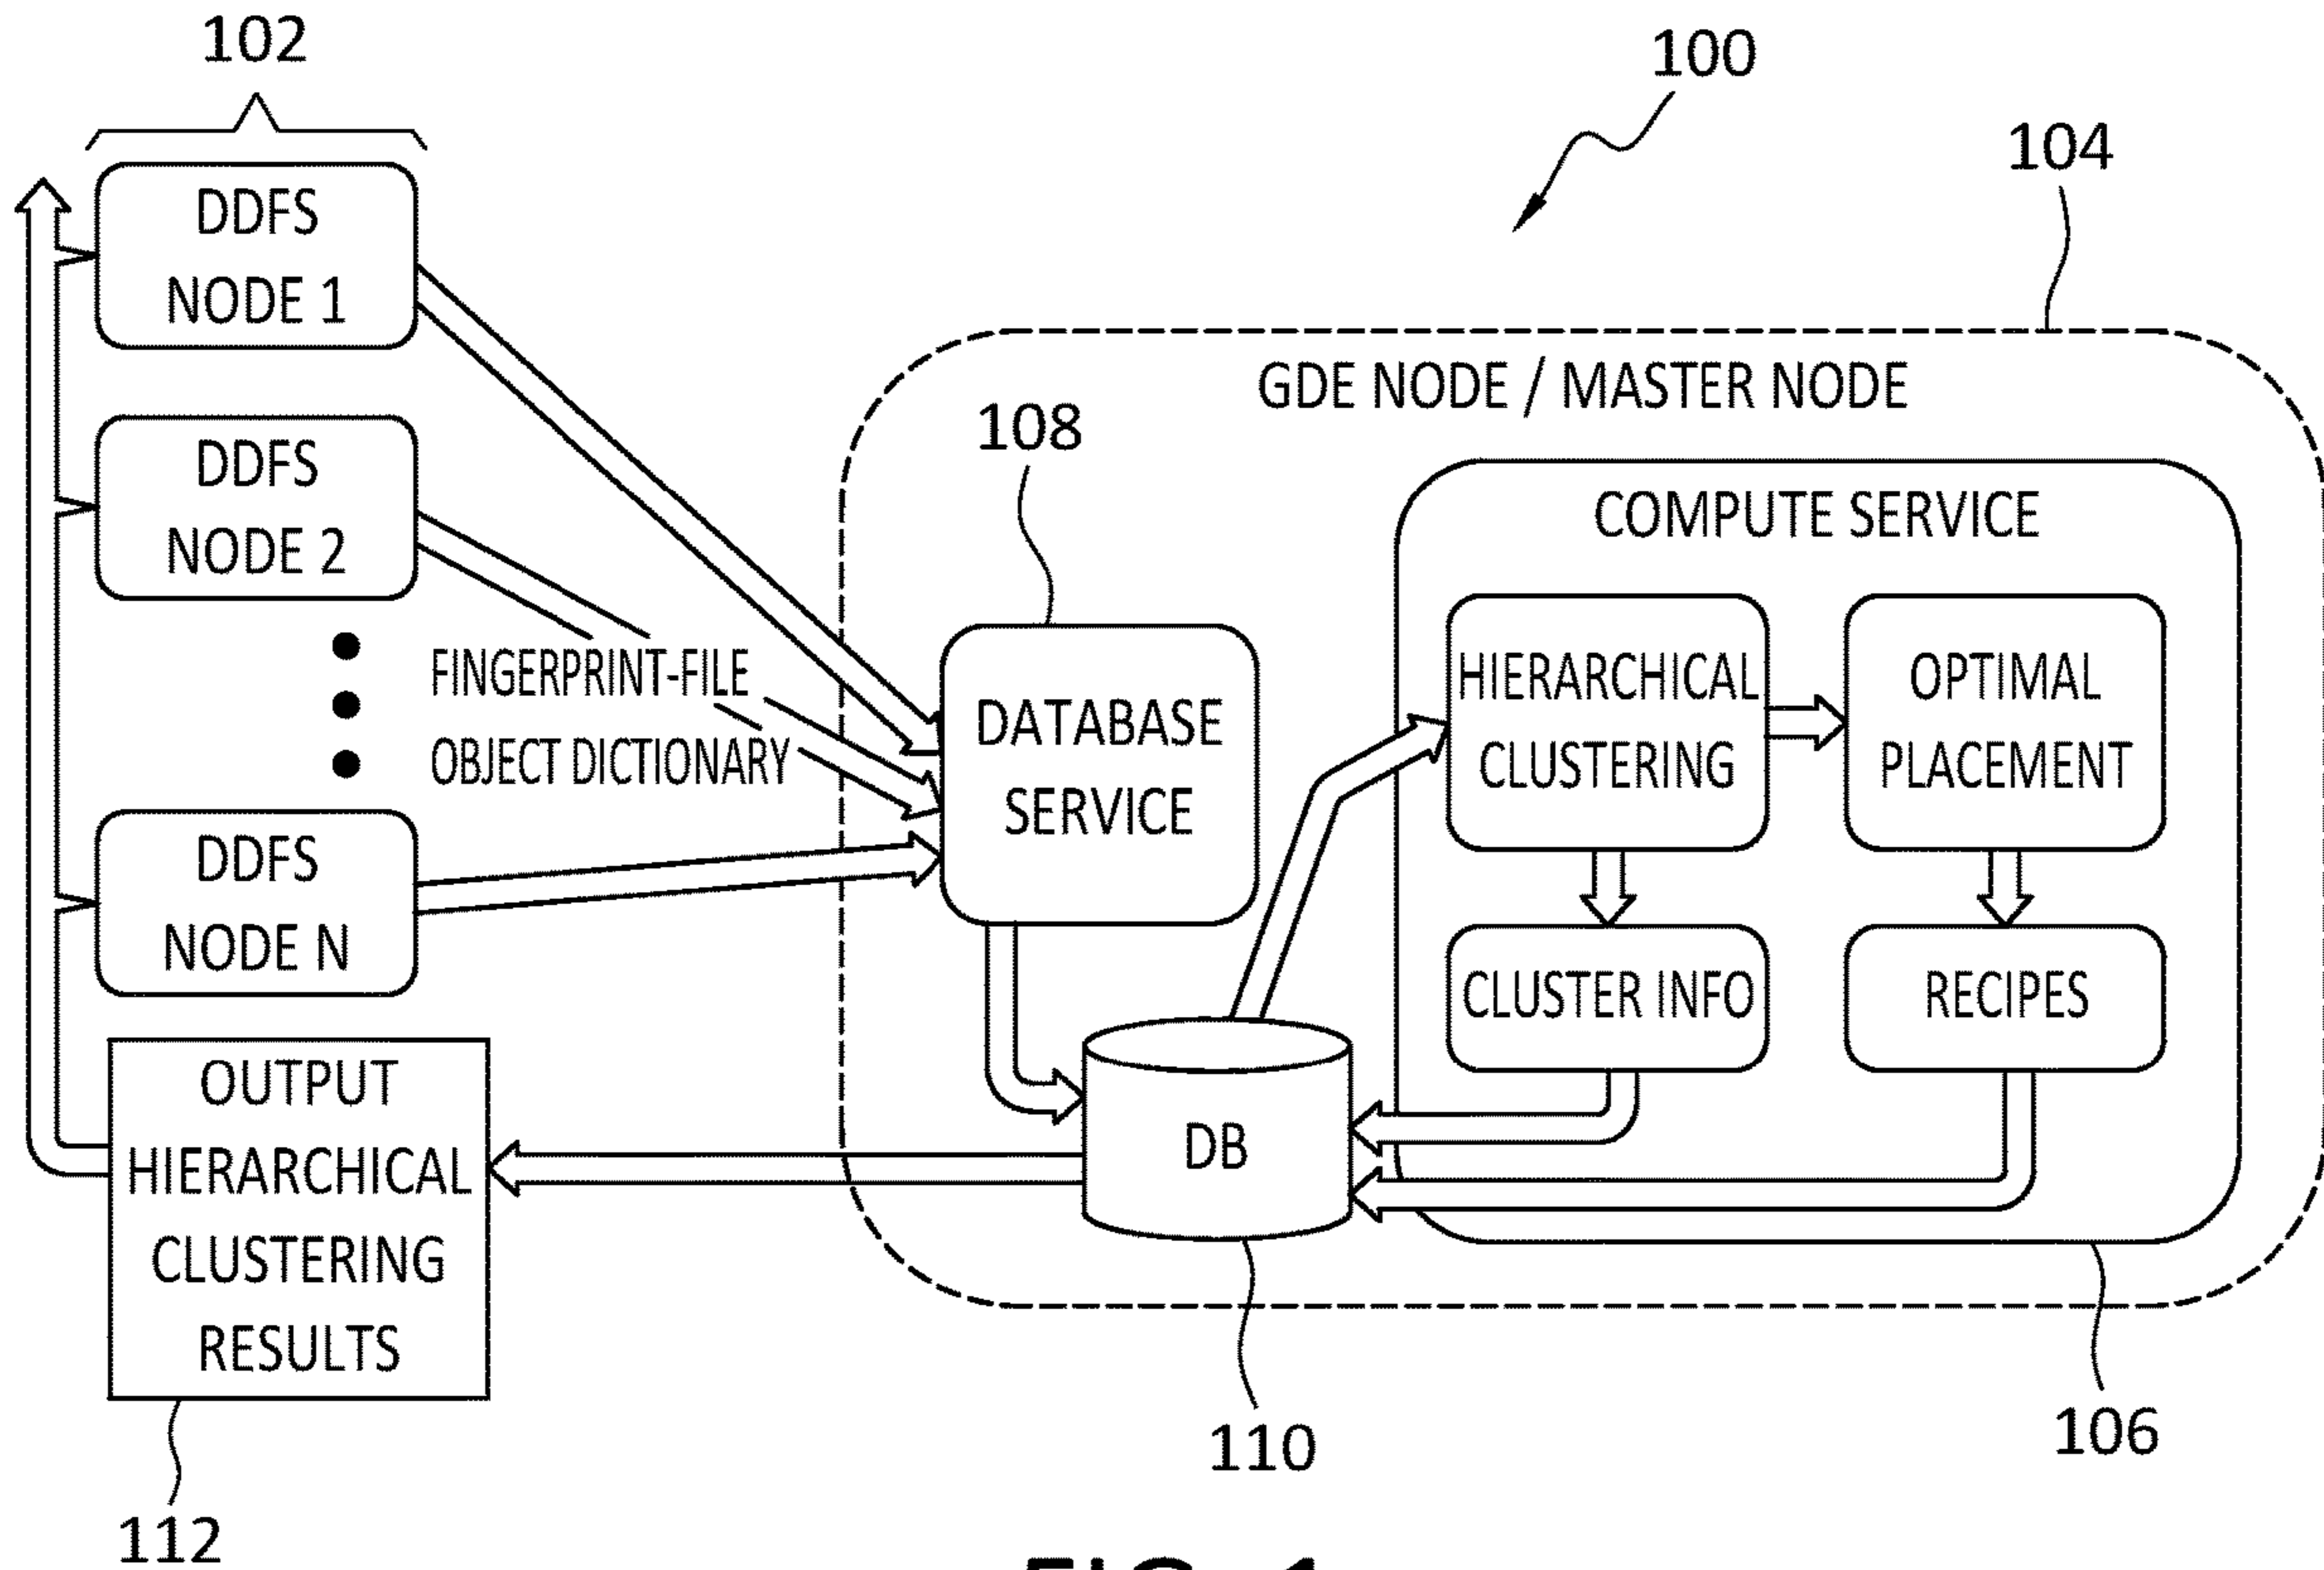 102
100
104
DDFS
NODE 1
GDE NODE / MASTER NODE
108
DDFS
NODE 2
COMPUTE SERVICE
FINGERPRINT-FILE
OBJECT DICTIONARY
DATABASE
SERVICE
HIERARCHICAL
CLUSTERING
OPTIMAL
PLACEMENT
DDFS
NODE N
CLUSTER INFO
RECIPES
OUTPUT
HIERARCHICAL
CLUSTERING
RESULTS
DB
110
106
112
FIG. 1